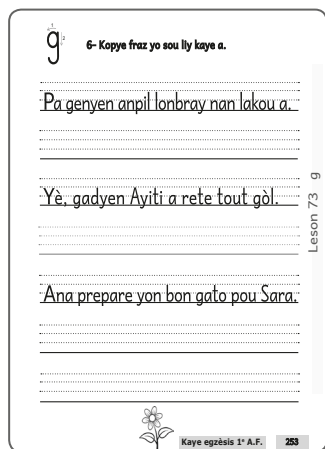 g
6- Kopye fraz yo sou liy kaye a.
Pa genyen anpil lonbray nan lakou a.
Yè, gadyen Ayiti a rete tout gòl.
Ana prepare yon bon gato pou Sara.
Leson 73 g
Kaye egzèsis 1e A.F. 253